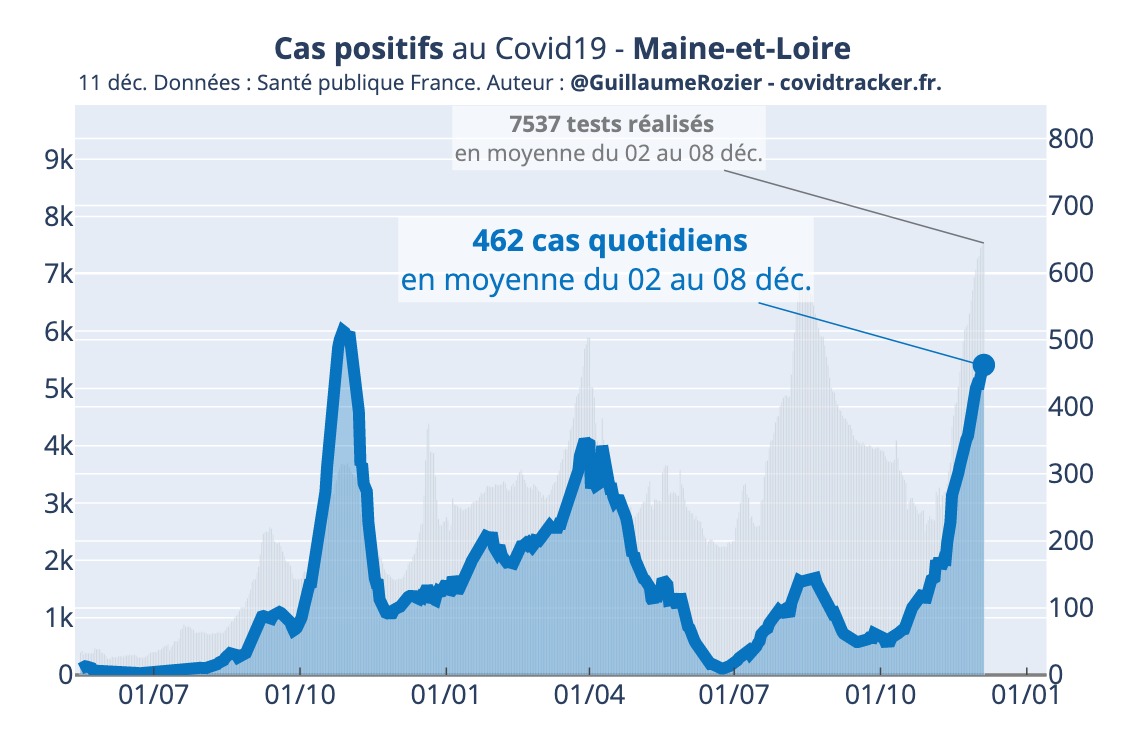 Cas positifs au Covid19 - Maine-et-Loire
11 déc. Données : Santé publique France. Auteur : @GuillaumeRozier - covidtracker.fr.
7537 tests réalisés
en moyenne du 02 au 08 déc.
462 cas quotidiens
en moyenne du 02 au 08 déc.
9k
8k
7k
6k
5k
4k
3k
2k
1k
0
800
700
600
500
400
300
200
100
0
01/07
01/10
01/01
01/04
01/07
01/10
01/01